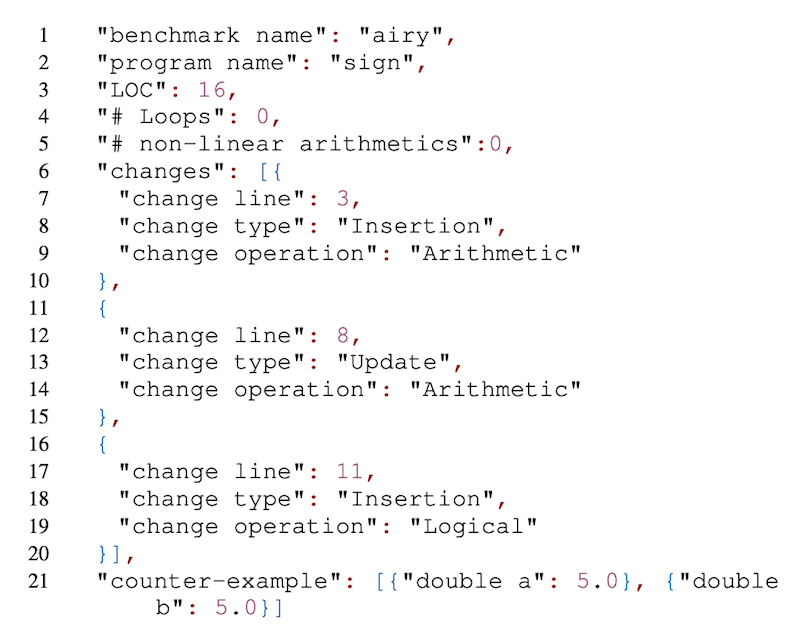 1 "benchmark name": "airy",
2 "program name": "sign",
3 "LOC": 16,
4 "# Loops": 0,
5 "# non-linear arithmetics":0,
6 "changes": [{
7 "change line": 3,
8 "change type": "Insertion",
9 "change operation": "Arithmetic"
10 },
11 {
12 "change line": 8,
13 "change type": "Update",
14 "change operation": "Arithmetic"
15 },
16 {
17 "change line": 11,
18 "change type": "Insertion",
19 "change operation": "Logical"
20 }],
21 "counter-example": [{"double a": 5.0}, {"double
b": 5.0}]